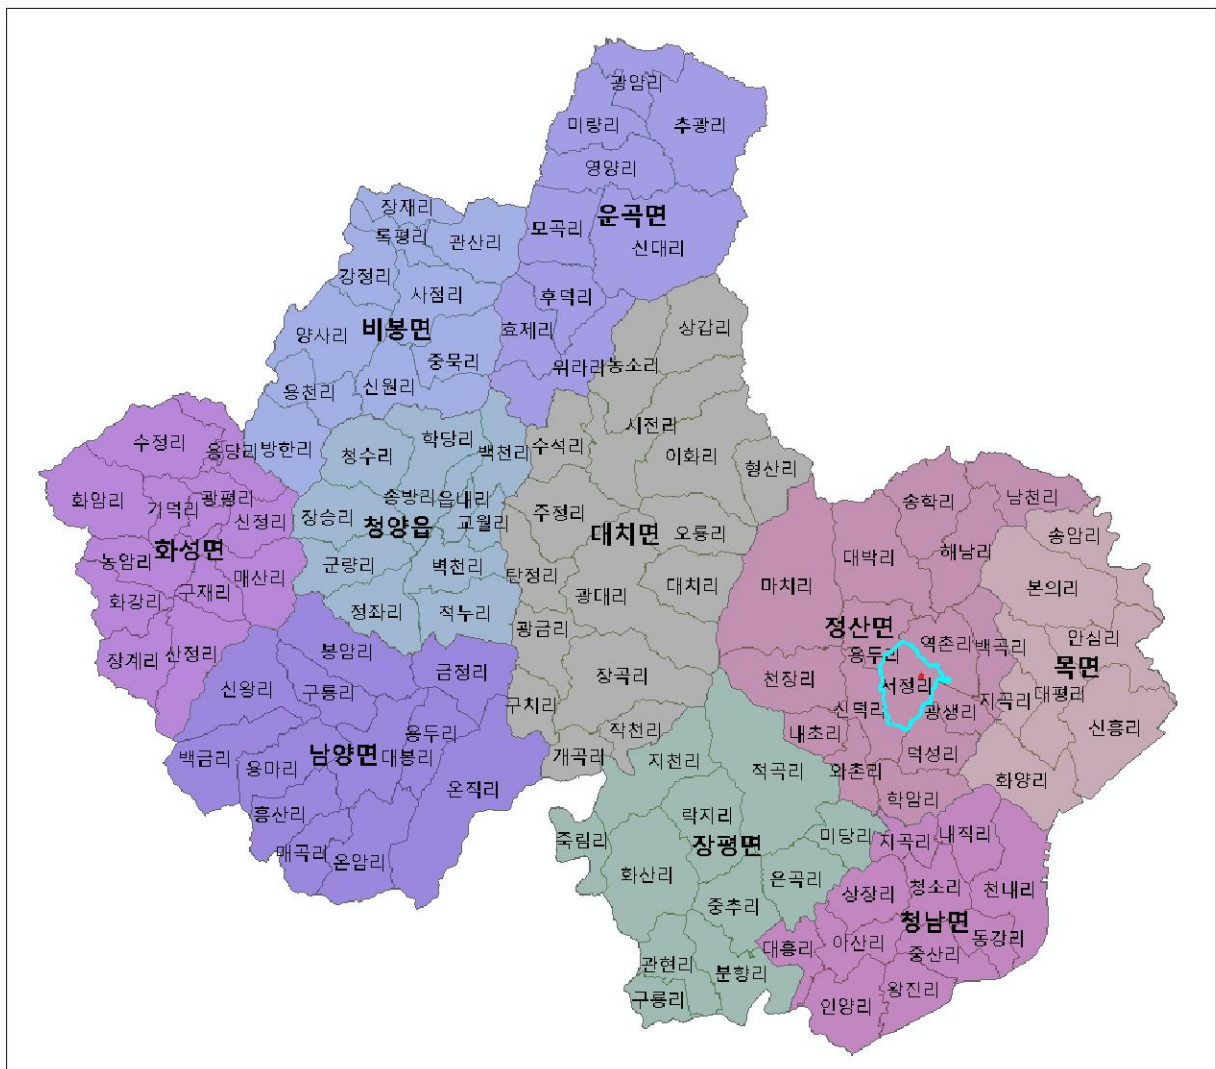 광암리
미량리
추광리
영양리
운곡면
모곡리
신대리
후덕리
효제리
위라리
장재리
록평리
관산리
강정리
사점리
양사리
비봉면
중묵리
용천리
신원리
방한리
상갑리
농소리
시전리
수석리
이화리
형산리
주정리
대치면
오룡리
탄정리
광대리
대치리
광금리
장곡리
구치리
작천리
개곡리
학당리
청수리
백천리
송방리
읍내리
장승리
청양읍
교월리
군량리
벽천리
정좌리
적누리
수정리
용당리
화암리
기덕리
광평리
신정리
화성면
농암리
매산리
화강리
구재리
장계리
산정리
봉암리
금정리
신왕리
구룡리
용두리
백금리
용마리
남양면
대봉리
온직리
흥산리
매곡리
온암리
송학리
남천리
대박리
해남리
마치리
정산면
역촌리
백곡리
용두리
천장리
서정리
신덕리
광생리
지곡리
내초리
덕성리
와촌리
학암리
송암리
본의리
안심리
목면
대평리
신흥리
화양리
지천리
적곡리
락지리
죽림리
장평면
미당리
화산리
은곡리
중추리
관현리
분향리
구룡리
지곡리
내직리
상장리
청소리
천내리
청남면
대흥리
아산리
중산리
동강리
인양리
왕진리